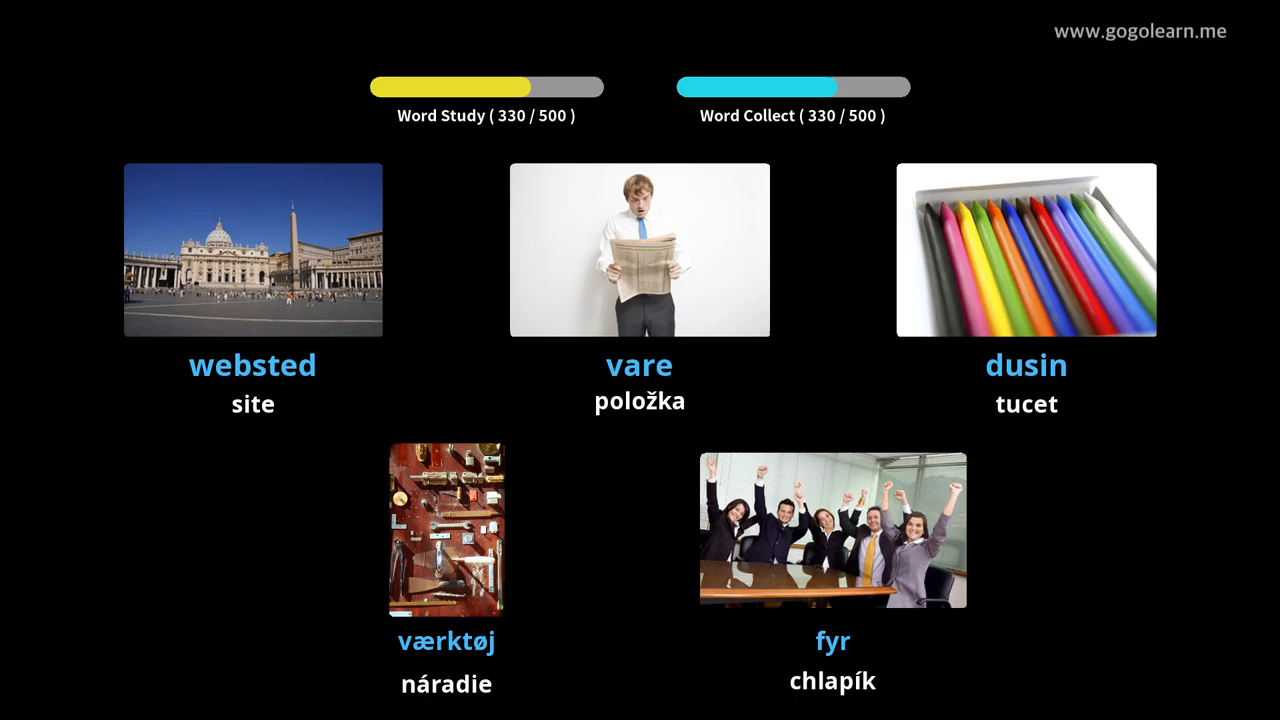 www.gogolearn.me
Word Study ( 330 / 500 )
Word Collect ( 330 / 500 )
websted
site
vare
položka
dusin
tucet
værktøj
náradie
fyr
chlapík